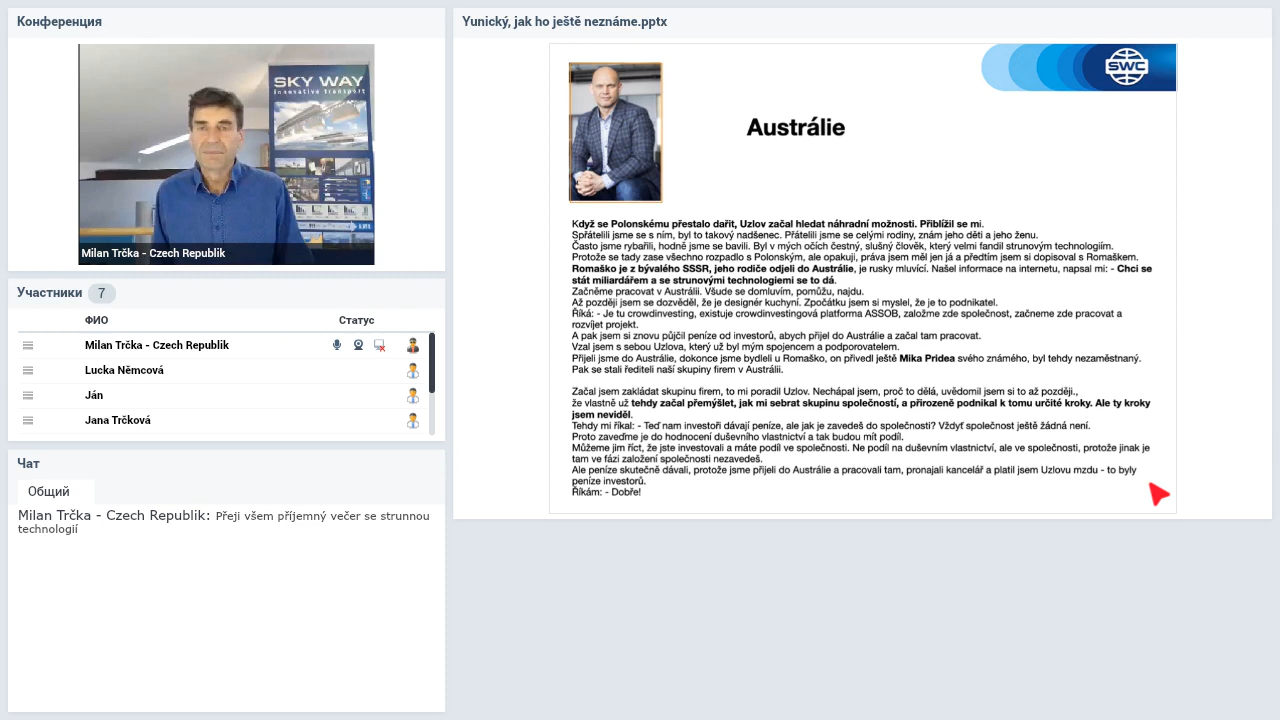 Конференция
SKY WAY
Innovative transport
Milan Trčka - Czech Republik
Участники 7
ФИО Статус
Milan Trčka - Czech Republik
Lucka Němcová
Ján
Jana Trčková
Чат
Общий
Milan Trčka - Czech Republik: Přeji všem příjemný večer se strunnou
technologií
Yunický, jak ho ještě neznáme.pptx
SWC
Austrálie
Když se Polonskému přestalo dařit, Uzlov začal hledat náhradní možnosti. Přiblížil se mi.
Spřátelili jsme se s ním, byl to takový nadšenec. Přátelili jsme se celými rodiny, znám jeho děti a jeho ženu.
Často jsme rybařili, hodně jsme se bavili. Byl v mých očích čestný, slušný člověk, který velmi fandil strunovým technologiím.
Protože se tady zase všechno rozpadlo s Polonským, ale opakuji, práva jsem měl jen já a předtím jsem si dopisoval s Romaškem.
Romaško je z bývalého SSSR, jeho rodiče odjeli do Austrálie, je rusky mluvící. Našel informace na internetu, napsal mi: - Chci se
stát miliardářem a se strunovými technologiemi se to dá.
Začněme pracovat v Austrálii. Všude se domluvím, pomůžu, najdu.
Až později jsem se dozvěděl, že je designér kuchyní. Zpočátku jsem si myslel, že je to podnikatel.
Říká: - Je tu crowdinvesting, existuje crowdinvestingová platforma ASSOB, založme zde společnost, začneme zde pracovat a
rozvíjet projekt.
A pak jsem si znovu půjčil peníze od investorů, abych přijel do Austrálie a začal tam pracovat.
Vzal jsem s sebou Uzlova, který už byl mým spojencem a podporovatelem.
Přijeli jsme do Austrálie, dokonce jsme bydleli u Romaško, on přivedl ještě Mika Pridea svého známého, byl tehdy nezaměstnaný.
Pak se stali řediteli naší skupiny firem v Austrálii.
Začal jsem zakládat skupinu firem, to mi poradil Uzlov. Nechápal jsem, proč to dělá, uvědomil jsem si to až později.,
že vlastně už tehdy začal přemýšlet, jak mi sebrat skupinu společností, a přirozeně podnikal k tomu určité kroky. Ale ty kroky
jsem neviděl.
Tehdy mi říkal: - Teď nam investoři dávají peníze, ale jak je zavedeš do společnosti? Vždyť společnost ještě žádná není.
Proto zaveďme je do hodnocení duševního vlastnictví a tak budou mít podíl.
Můžeme jim říct, že jste investovali a máte podíl ve společnosti. Ne podíl na duševním vlastnictví, ale ve společnosti, protože jinak je
tam ve fázi založení společnosti nezavedeš.
Ale peníze skutečně dávali, protože jsme přijeli do Austrálie a pracovali tam, pronajali kancelář a platil jsem Uzlovu mzdu - to byly
peníze investorů.
Říkám: - Dobře!